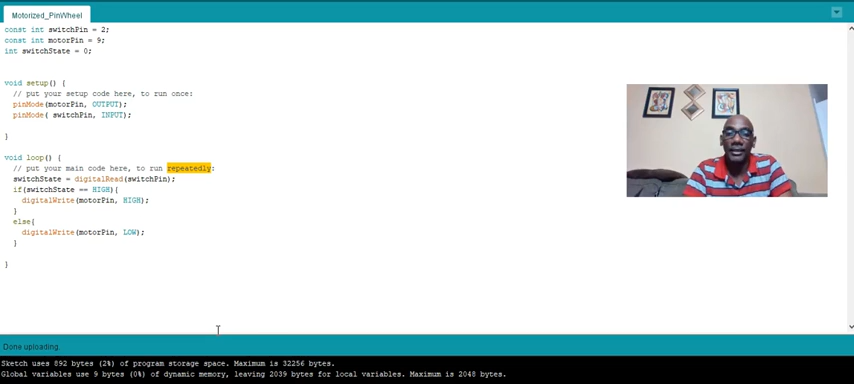 Motorized_PinWheel
const int switchPin = 2;
const int motorPin = 9;
int switchState = 0;
void setup() {
// put your setup code here, to run once:
pinMode(motorPin, OUTPUT);
pinMode( switchPin, INPUT);
}
void loop() {
// put your main code here, to run repeatedly:
switchState = digitalRead(switchPin);
if(switchState == HIGH){
digitalWrite(motorPin, HIGH);
}
else{
digitalWrite(motorPin, LOW);
}
}
Done uploading.
Sketch uses 892 bytes (2%) of program storage space. Maximum is 32256 bytes.
Global variables use 9 bytes (0%) of dynamic memory, leaving 2039 bytes for local variables. Maximum is 2048 bytes.